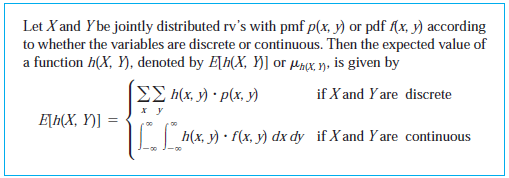 Let X and Y be jointly distributed rv's with pmf p(x, y) or pdf f(x, y) according
to whether the variables are discrete or continuous. Then the expected value of
a function h(X, Y), denoted by E[h(X, Y)] or μh(X, Y), is given by
E[h(X, Y)] = { ΣΣ h(x, y) · p(x, y) if X and Y are discrete
x y
∫_{-∞}^{∞} ∫_{-∞}^{∞} h(x, y) · f(x, y) dx dy if X and Y are continuous